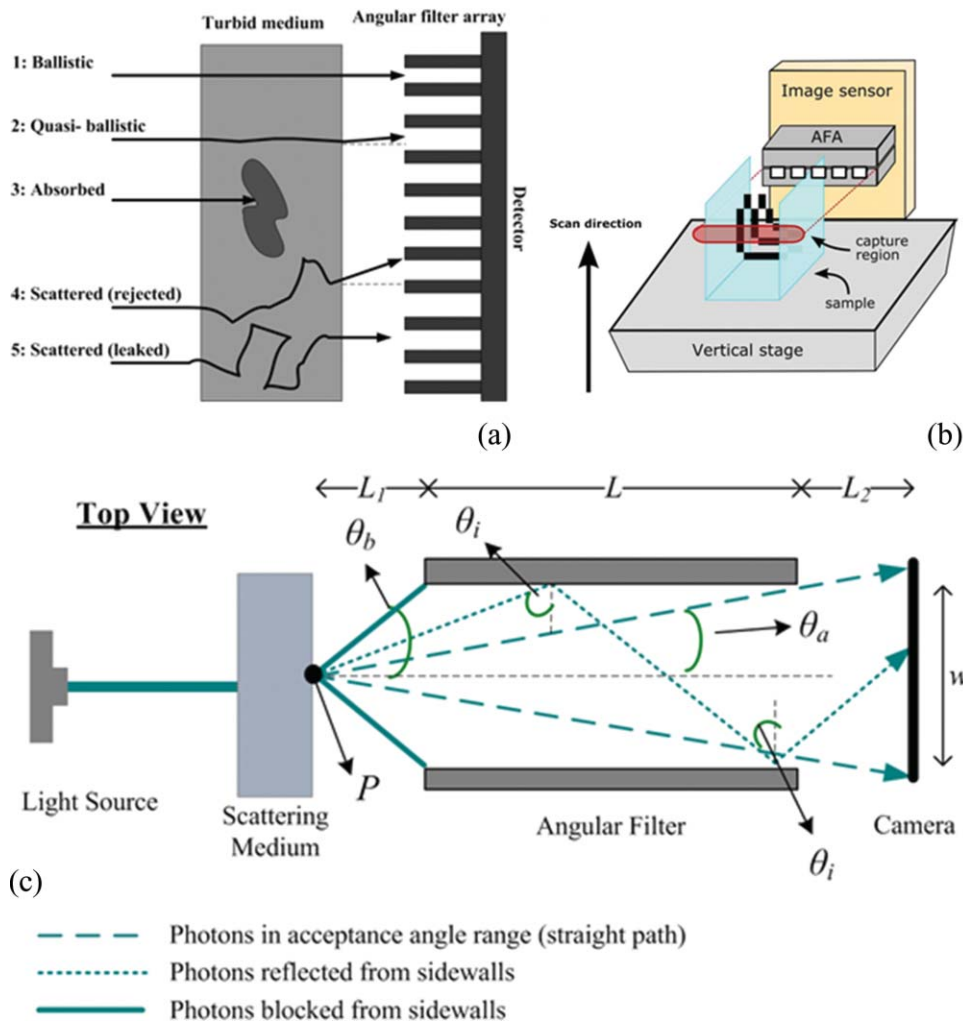 Turbid medium
Angular filter array
1: Ballistic
2: Quasi- ballistic
3: Absorbed
4: Scattered (rejected)
5: Scattered (leaked)
Detector
(a)
Image sensor
AFA
Scan direction
capture
region
sample
Vertical stage
(b)
Top View
L₁
L
L₂
θb
θi
θa
w
P
θi
Light Source
Scattering
Medium
Angular Filter
Camera
(c)
Photons in acceptance angle range (straight path)
Photons reflected from sidewalls
Photons blocked from sidewalls